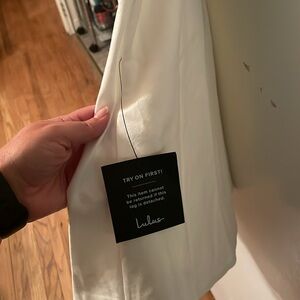 TRY ON FIRST!
This item cannot
be returned if this
tag is detached.
Lulus